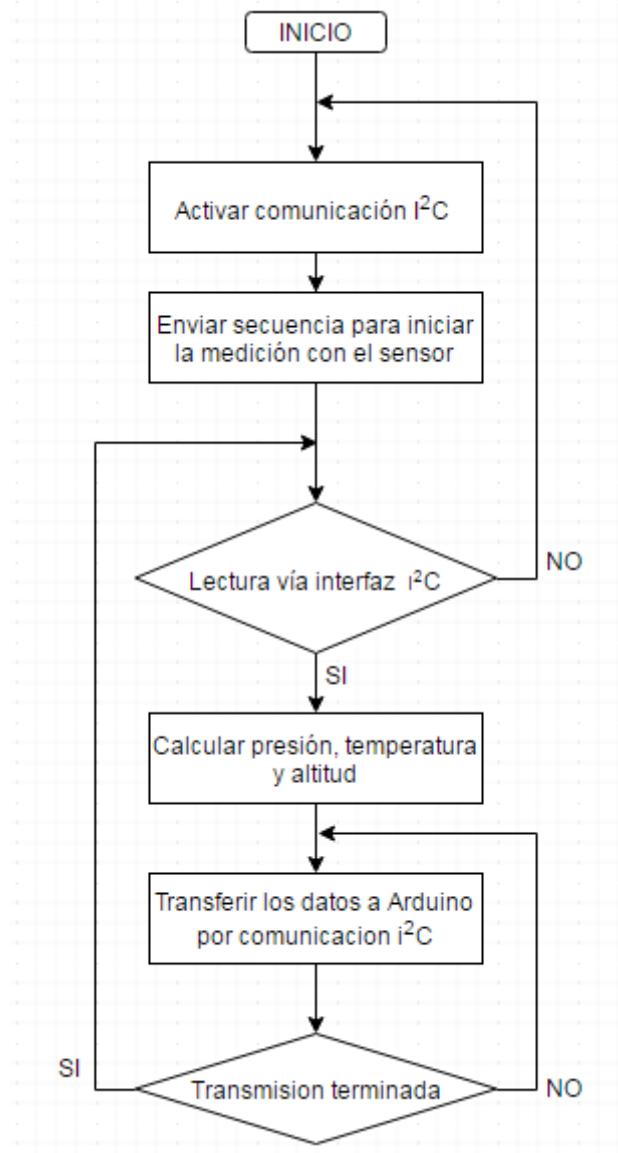 INICIO
Activar comunicación I²C
Enviar secuencia para iniciar
la medición con el sensor
Lectura vía interfaz I²C
NO
SI
Calcular presión, temperatura
y altitud
Transferir los datos a Arduino
por comunicacion i²C
SI
Transmision terminada
NO